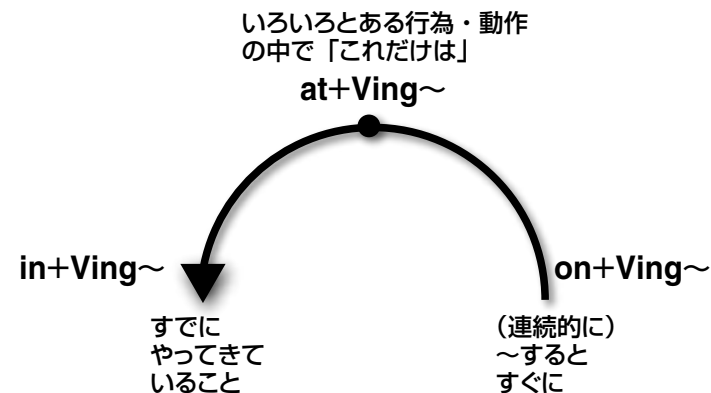 いろいろとある行為・動作
の中で「これだけは」
at+Ving〜
in+Ving〜
on+Ving〜
すでに
やってきて
いること
（連続的に）
〜すると
すぐに